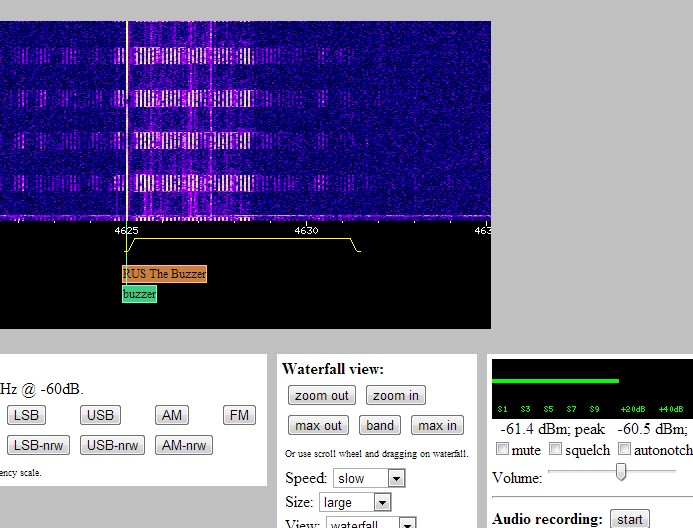 4625 4630 463
RUS The Buzzer
buzzer
Hz @ -60dB.
LSB USB AM FM
LSB-nrw USB-nrw AM-nrw
ency scale.
Waterfall view:
zoom out zoom in
max out band max in
Or use scroll wheel and dragging on waterfall.
Speed: slow
Size: large
View: waterfall
S1 S3 S5 S7 S9 +20dB +40dB
-61.4 dBm; peak -60.5 dBm;
mute squelch autonotch
Volume:
Audio recording: start